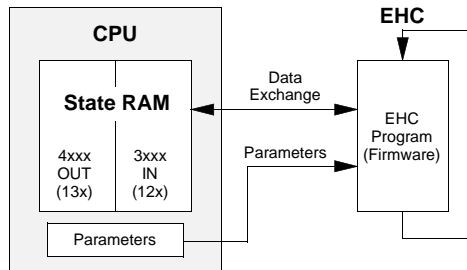 CPU
EHC
State RAM
4xxx
OUT
(13x)
3xxx
IN
(12x)
Parameters
Data
Exchange
Parameters
EHC
Program
(Firmware)